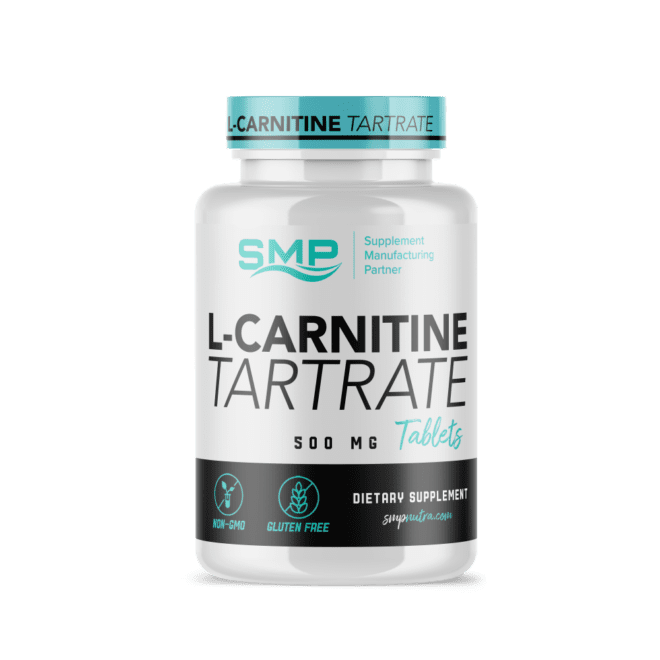 L-CARNITINE TARTRATE
SMP
Supplement
Manufacturing
Partner
L-CARNITINE
TARTRATE
500 MG Tablets
NON-GMO
GLUTEN FREE
DIETARY SUPPLEMENT
smpnutra.com